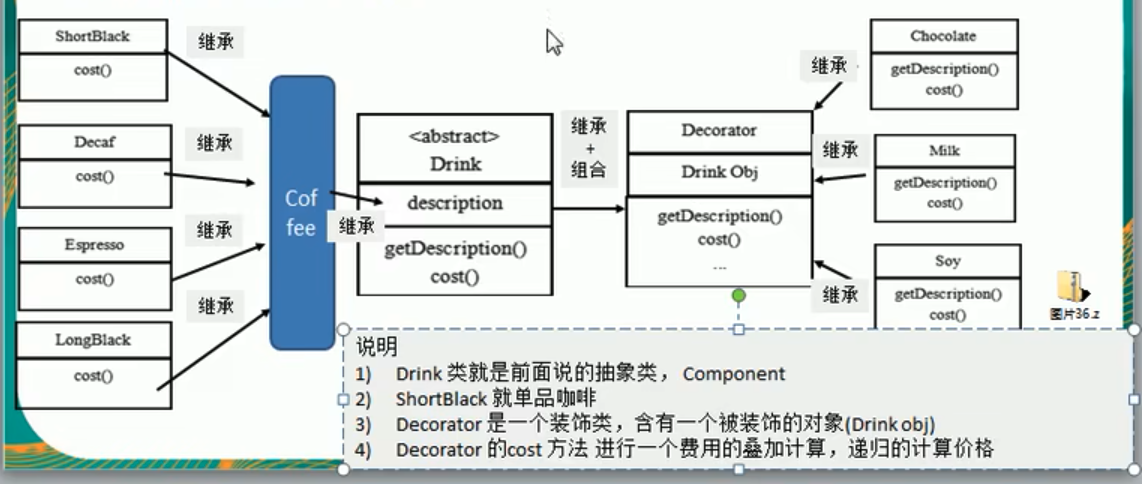 ShortBlack
cost()
继承
Decaf
cost()
继承
Espresso
cost()
继承
LongBlack
cost()
继承
Cof
fee
继承
<abstract>
Drink
description
getDescription()
cost()
继承
+
组合
Decorator
Drink Obj
getDescription()
cost()
...
继承
Chocolate
getDescription()
cost()
继承
Milk
getDescription()
cost()
继承
Soy
getDescription()
cost()
图片36.z
说明
1) Drink 类就是前面说的抽象类， Component
2) ShortBlack 就单品咖啡
3) Decorator 是一个装饰类，含有一个被装饰的对象(Drink obj)
4) Decorator 的cost 方法 进行一个费用的叠加计算，递归的计算价格